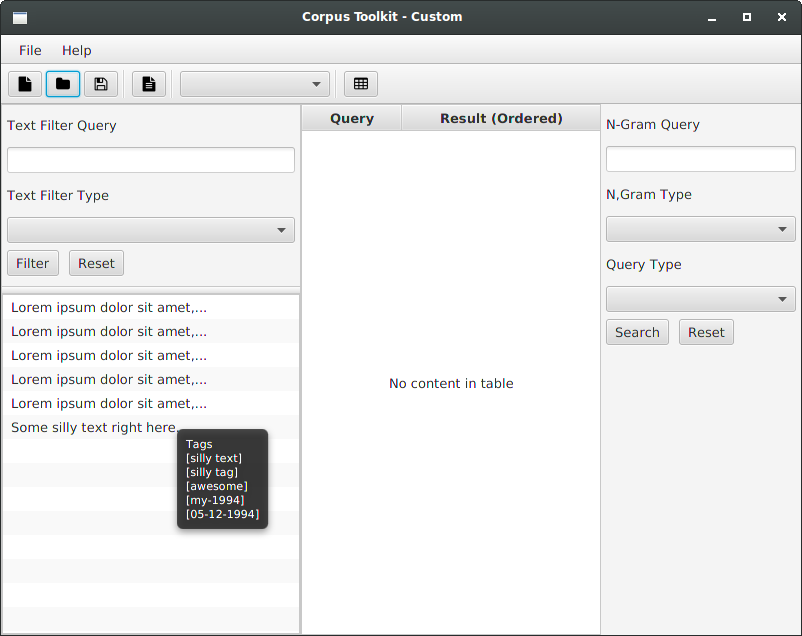 Corpus Toolkit - Custom
File Help
Text Filter Query
Text Filter Type
Filter Reset
Lorem ipsum dolor sit amet,...
Lorem ipsum dolor sit amet,...
Lorem ipsum dolor sit amet,...
Lorem ipsum dolor sit amet,...
Lorem ipsum dolor sit amet,...
Some silly text right here.
Tags
[silly text]
[silly tag]
[awesome]
[my-1994]
[05-12-1994]
Query Result (Ordered)
No content in table
N-Gram Query
N,Gram Type
Query Type
Search Reset